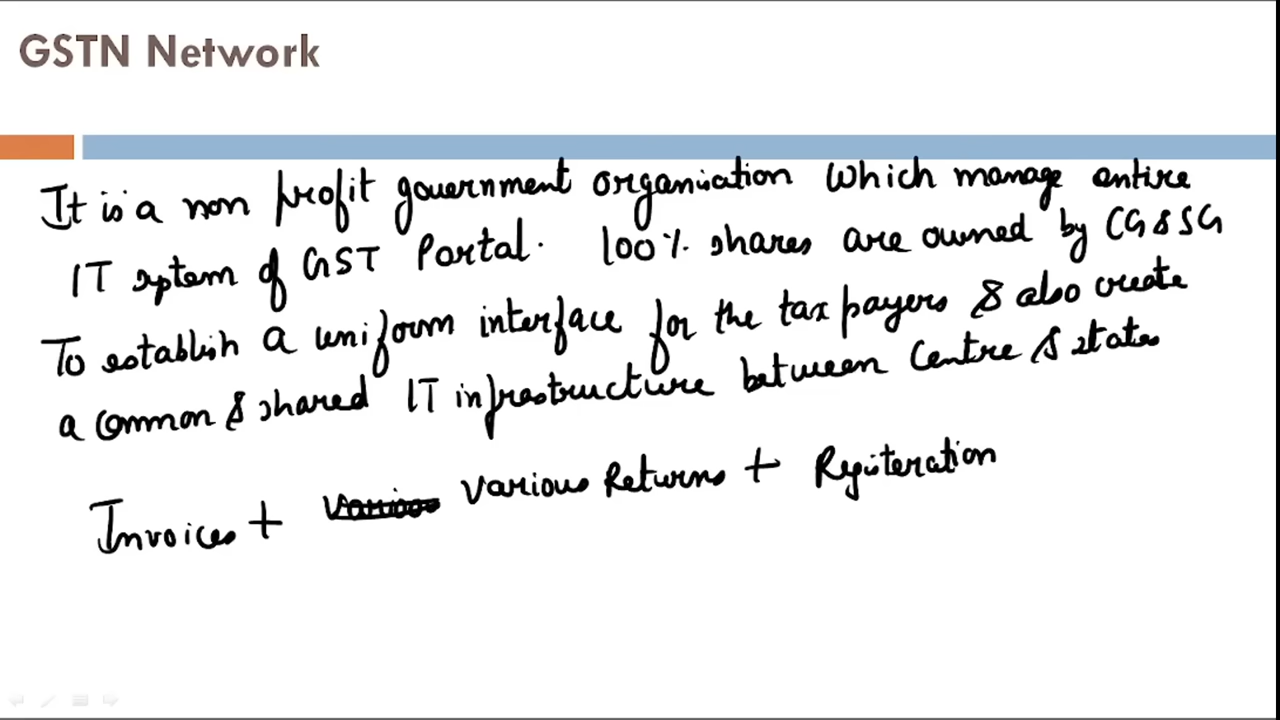 GSTN Network
It is a non profit government organisation which manage entire
IT system of GST Portal. 100% shares are owned by CG & SG
To establish a uniform interface for the tax payers & also create
a common & shared IT infrastructure between Centre & states
Invoices + various Returns + Registeration